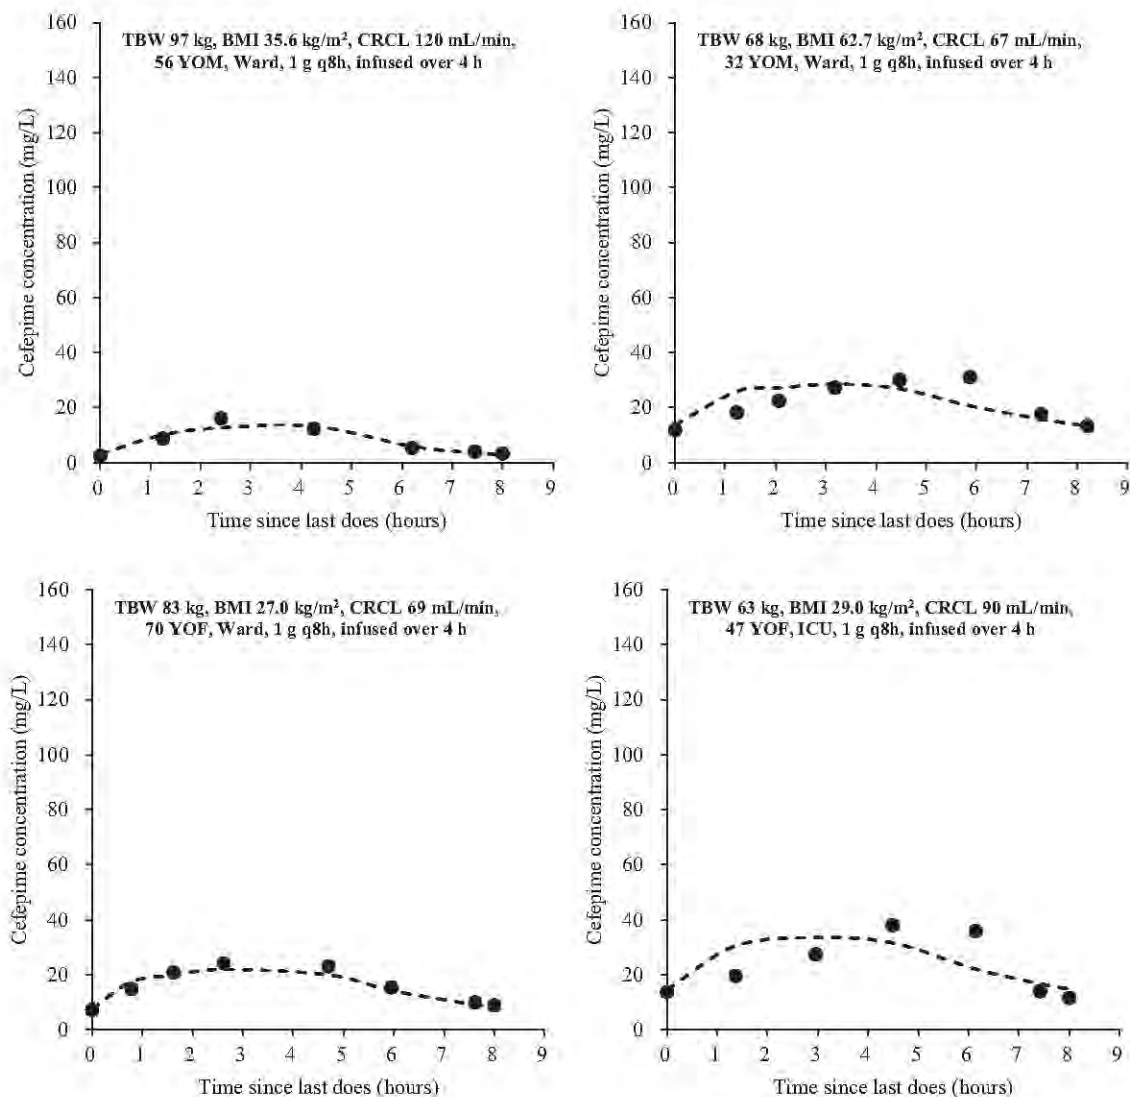 TBW 97 kg, BMI 35.6 kg/m², CRCL 120 mL/min,
56 YOM, Ward, 1 g q8h, infused over 4 h
Cefepime concentration (mg/L)
160
140
120
100
80
60
40
20
0
0 1 2 3 4 5 6 7 8 9
Time since last does (hours)
TBW 68 kg, BMI 62.7 kg/m², CRCL 67 mL/min,
32 YOM, Ward, 1 g q8h, infused over 4 h
Cefepime concentration (mg/L)
160
140
120
100
80
60
40
20
0
0 1 2 3 4 5 6 7 8 9
Time since last does (hours)
TBW 83 kg, BMI 27.0 kg/m², CRCL 69 mL/min,
70 YOF, Ward, 1 g q8h, infused over 4 h
Cefepime concentration (mg/L)
160
140
120
100
80
60
40
20
0
0 1 2 3 4 5 6 7 8 9
Time since last does (hours)
TBW 63 kg, BMI 29.0 kg/m², CRCL 90 mL/min,
47 YOF, ICU, 1 g q8h, infused over 4 h
Cefepime concentration (mg/L)
160
140
120
100
80
60
40
20
0
0 1 2 3 4 5 6 7 8 9
Time since last does (hours)